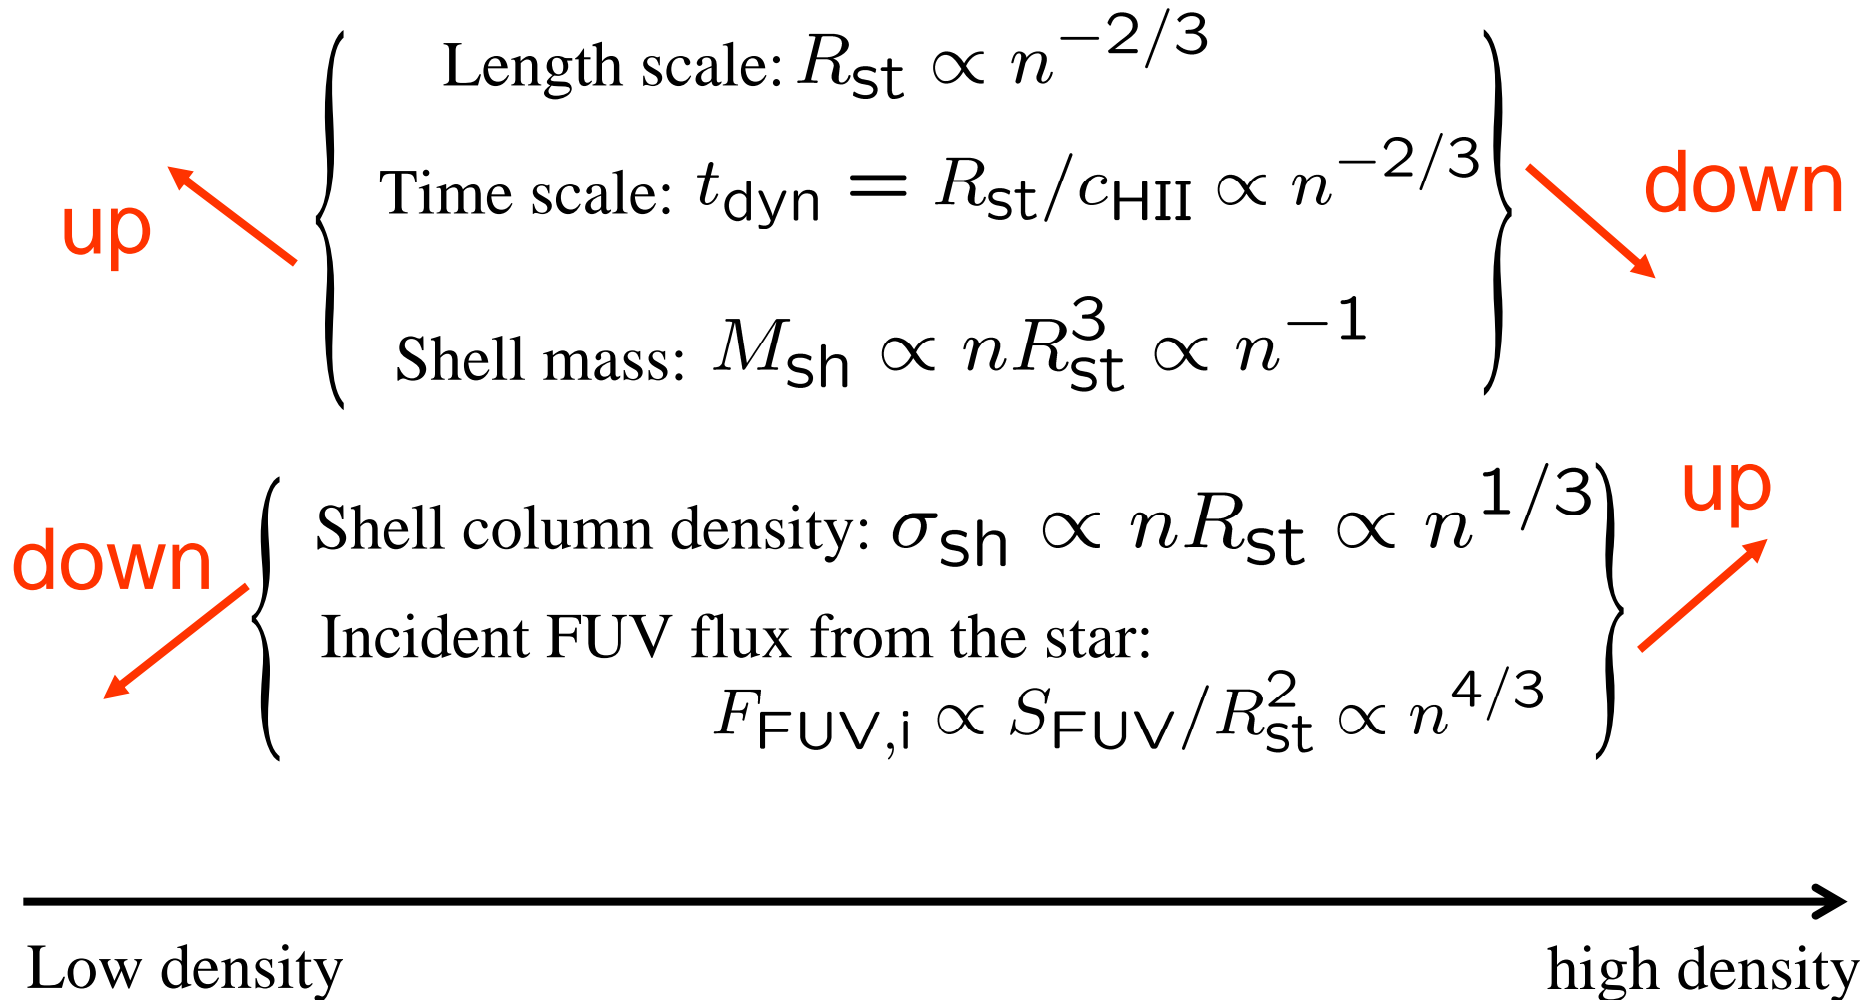 Length scale: R_st ∝ n^{-2/3}
up
Time scale: t_dyn = R_st/c_HII ∝ n^{-2/3}
down
Shell mass: M_sh ∝ nR_st^3 ∝ n^{-1}
down
Shell column density: σ_sh ∝ nR_st ∝ n^{1/3}
up
Incident FUV flux from the star:
F_FUV,i ∝ S_FUV/R_st^2 ∝ n^{4/3}
Low density
high density